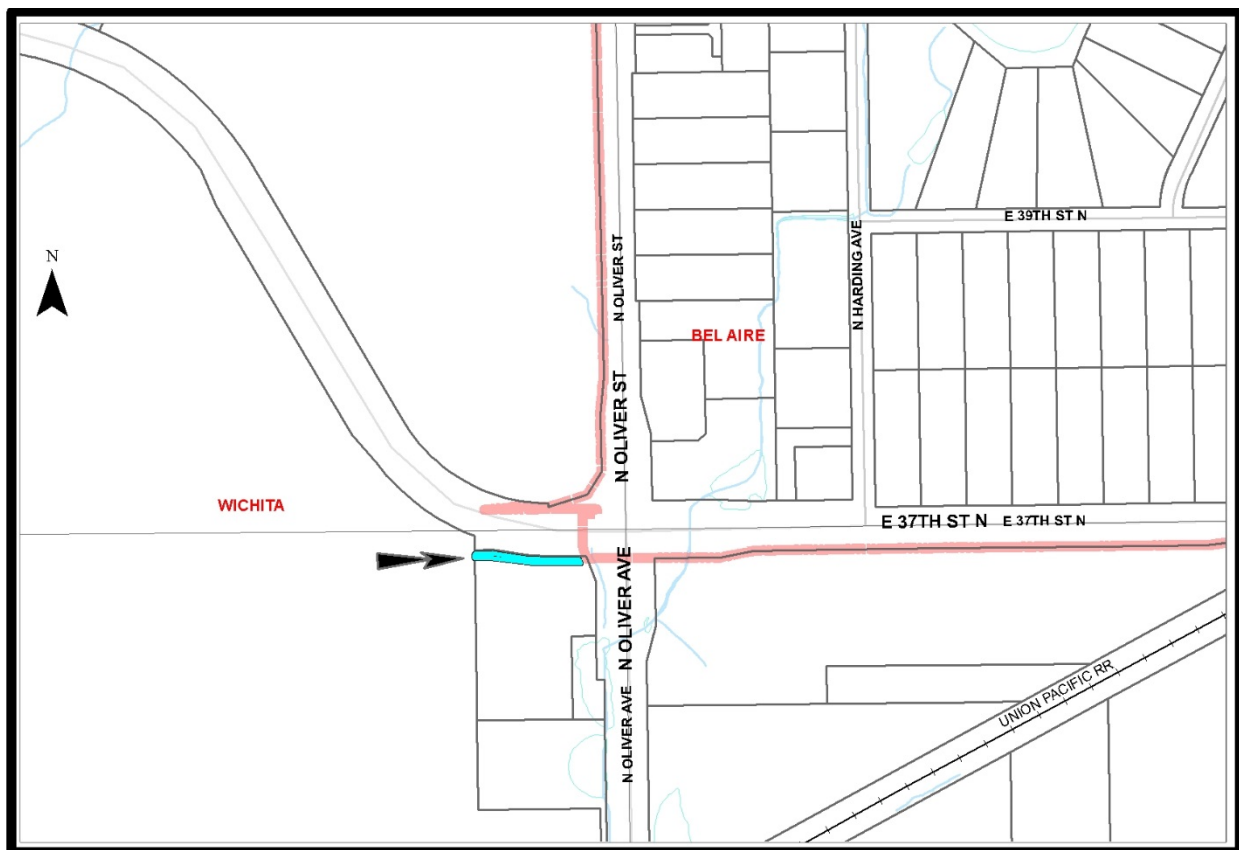 E 39TH ST N
N
N OLIVER ST
N HARDING AVE
BEL AIRE
N OLIVER ST
WICHITA
E 37TH ST N
E 37TH ST N
N OLIVER AVE
UNION PACIFIC RR
N OLIVER AVE